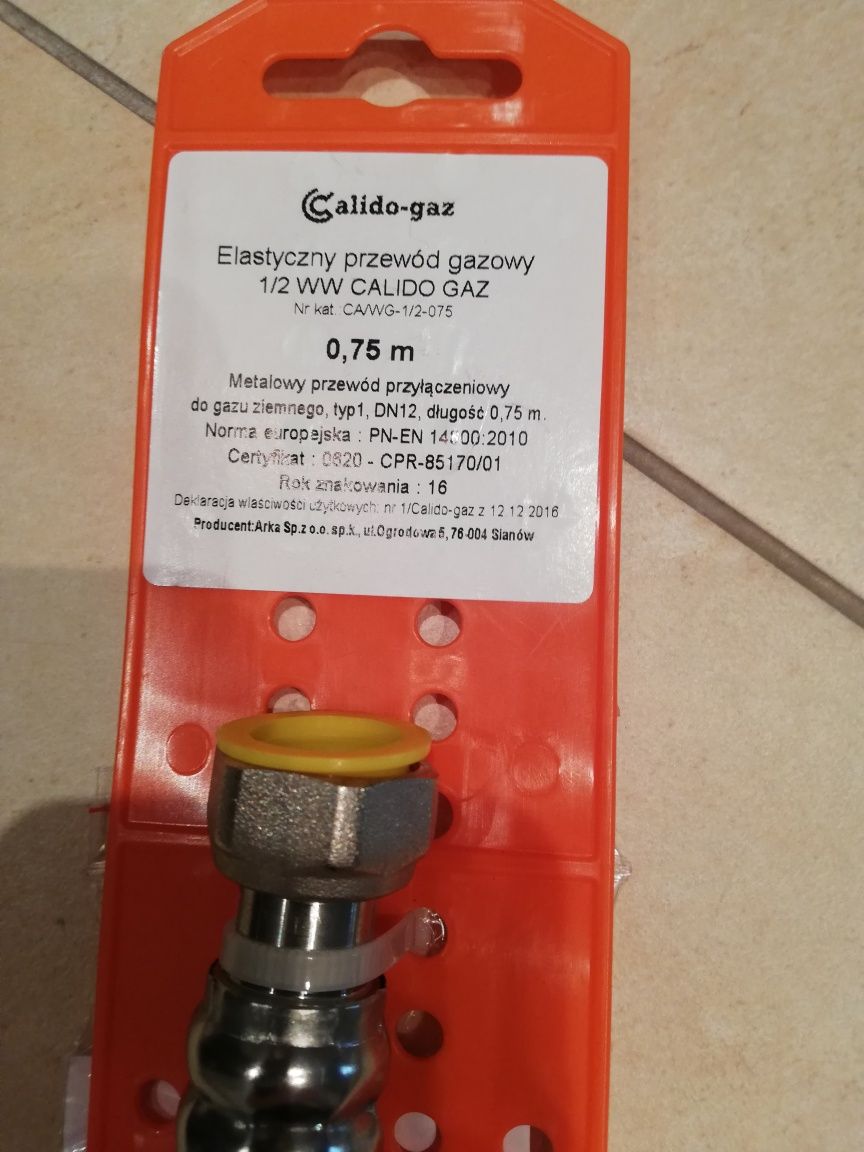 Calido-gaz
Elastyczny przewód gazowy
1/2 WW CALIDO GAZ
Nr kat. CA/WG-1/2-075
0,75 m
Metalowy przewód przyłączeniowy
do gazu ziemnego, typ1, DN12, długość 0,75 m.
Norma europejska : PN-EN 14800:2010
Certyfikat : 0620 - CPR-85170/01
Rok znakowania : 16
Deklaracja właściwości użytkowych: nr 1/Calido-gaz z 12.12.2016
Producent:Arka Sp.z o.o. sp.k., ul.Ogrodowa 5, 76-004 Sianów